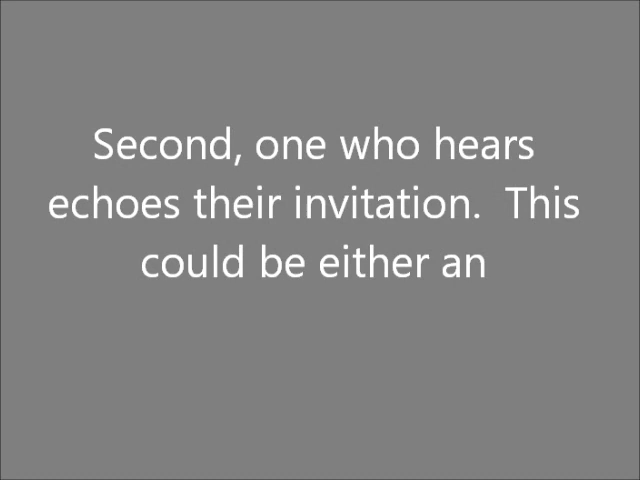 Second, one who hears
echoes their invitation.  This
could be either an